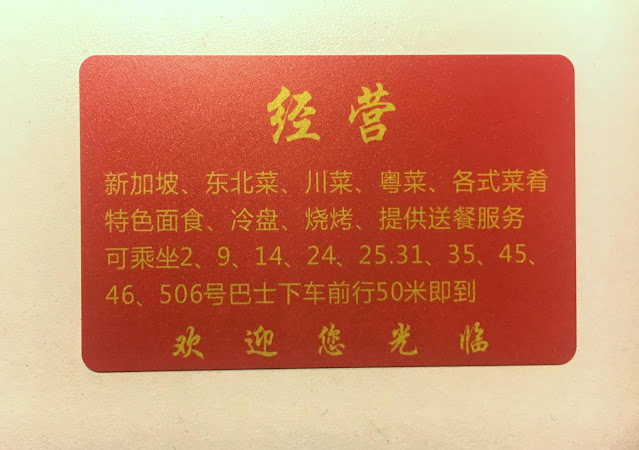 经营
新加坡、东北菜、川菜、粤菜、各式菜肴
特色面食、冷盘、烧烤、提供送餐服务
可乘坐2、9、14、24、25.31、35、45、
46、506号巴士下车前行50米即到
欢迎您光临